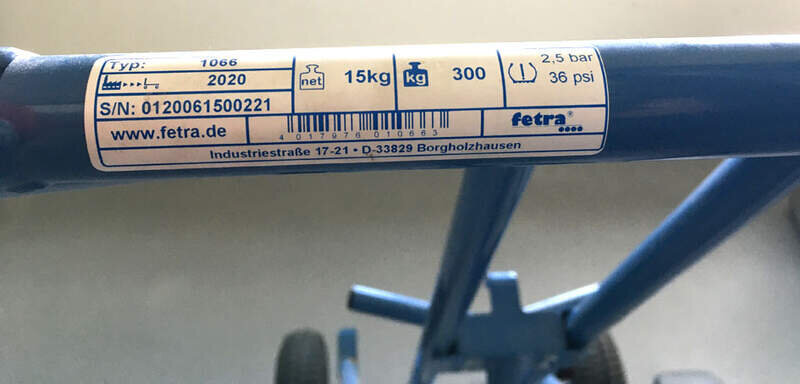 Typ: 1066
2020
S/N: 0120061500221
www.fetra.de
net 15kg
kg 300
2,5 bar
36 psi
4 017976 010663
fetra®
Industriestraße 17-21 • D-33829 Borgholzhausen